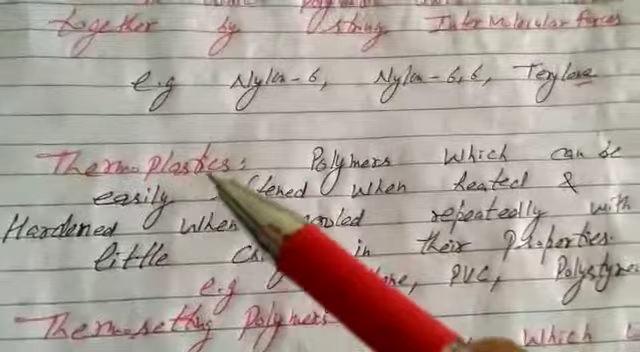 together by strong Inter Molecular forces
e.g Nylon-6, Nylon-6,6, Terylene
Thermoplastics: Polymers which can be
easily when heated &
Hardened when repeatedly with
little in their Properties.
e.g PVC,
Thermosetting Polymers which